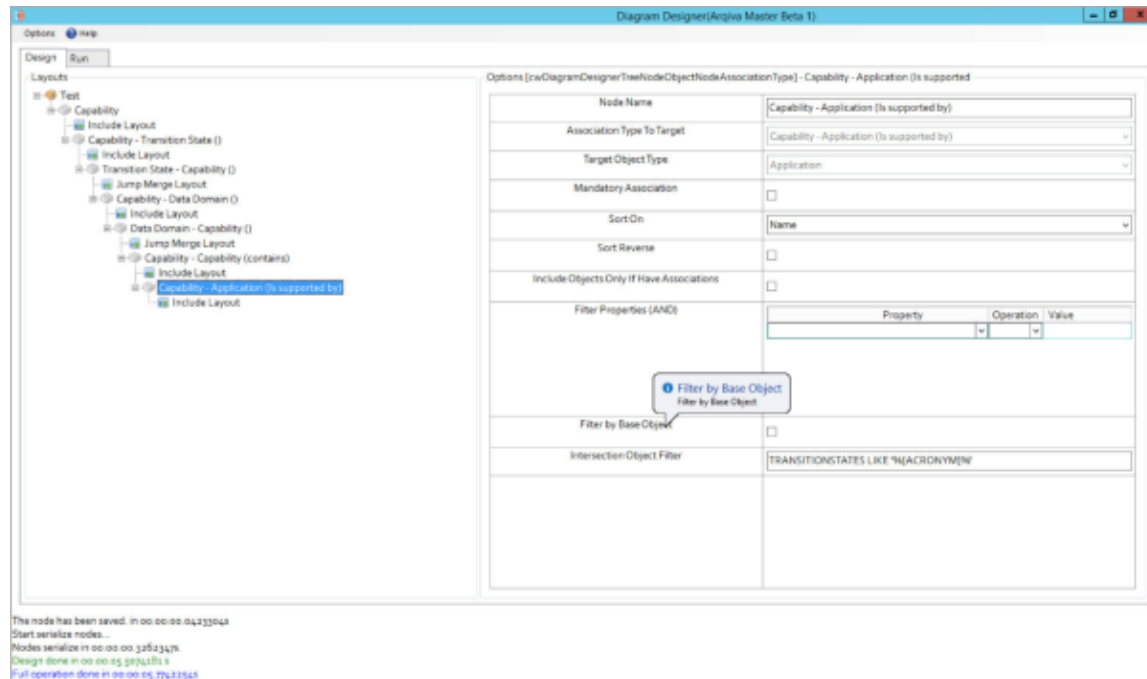 Diagram Designer(Arqiva Master Beta 1)
Options Help
Design Run
Layouts
Test
Capability
Include Layout
Capability - Transition State ()
Include Layout
Transition State - Capability ()
Jump Merge Layout
Capability - Data Domain ()
Include Layout
Data Domain - Capability ()
Jump Merge Layout
Capability - Capability (contains)
Include Layout
Capability - Application (Is supported by)
Include Layout
Options [cwDiagramDesignerTreeNodeObjectNodeAssociationType] - Capability - Application (Is supported
Node Name Capability - Application (Is supported by)
Association Type To Target Capability - Application (Is supported by)
Target Object Type Application
Mandatory Association
Sort On Name
Sort Reverse
Include Objects Only If Have Associations
Filter Properties (AND) Property Operation Value
Filter by Base Object
Filter by Base Object
Filter by Base Object
Intersection Object Filter TRANSITIONSTATES LIKE
The node has been saved. in
Start serialize nodes...
Nodes serialize in
Design done in
Full operation done in